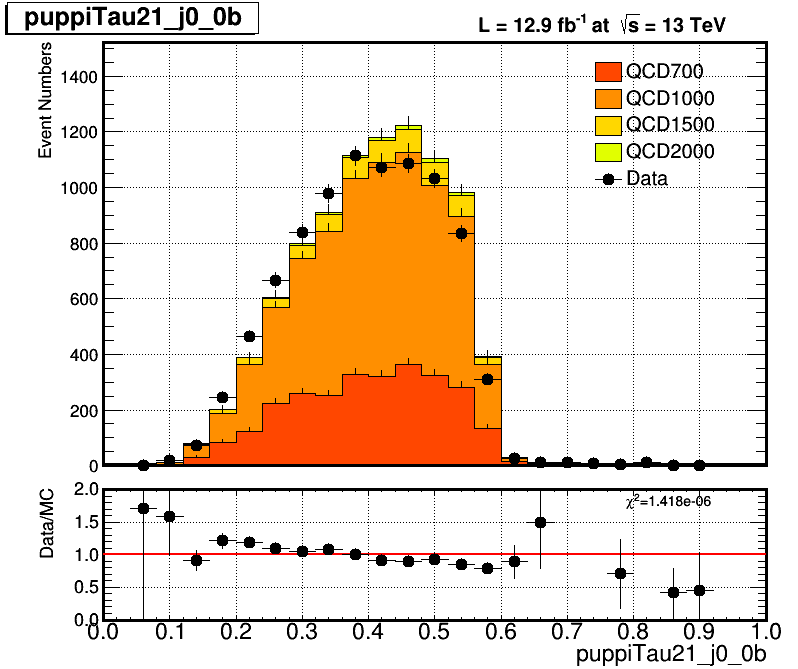 puppiTau21_j0_0b
L = 12.9 fb⁻¹ at √s = 13 TeV
Event Numbers
1400
1200
1000
800
600
400
200
0
QCD700
QCD1000
QCD1500
QCD2000
Data
Data/MC
2.0
1.5
1.0
0.5
0.0
χ²=1.418e-06
0.0 0.1 0.2 0.3 0.4 0.5 0.6 0.7 0.8 0.9 1.0
puppiTau21_j0_0b